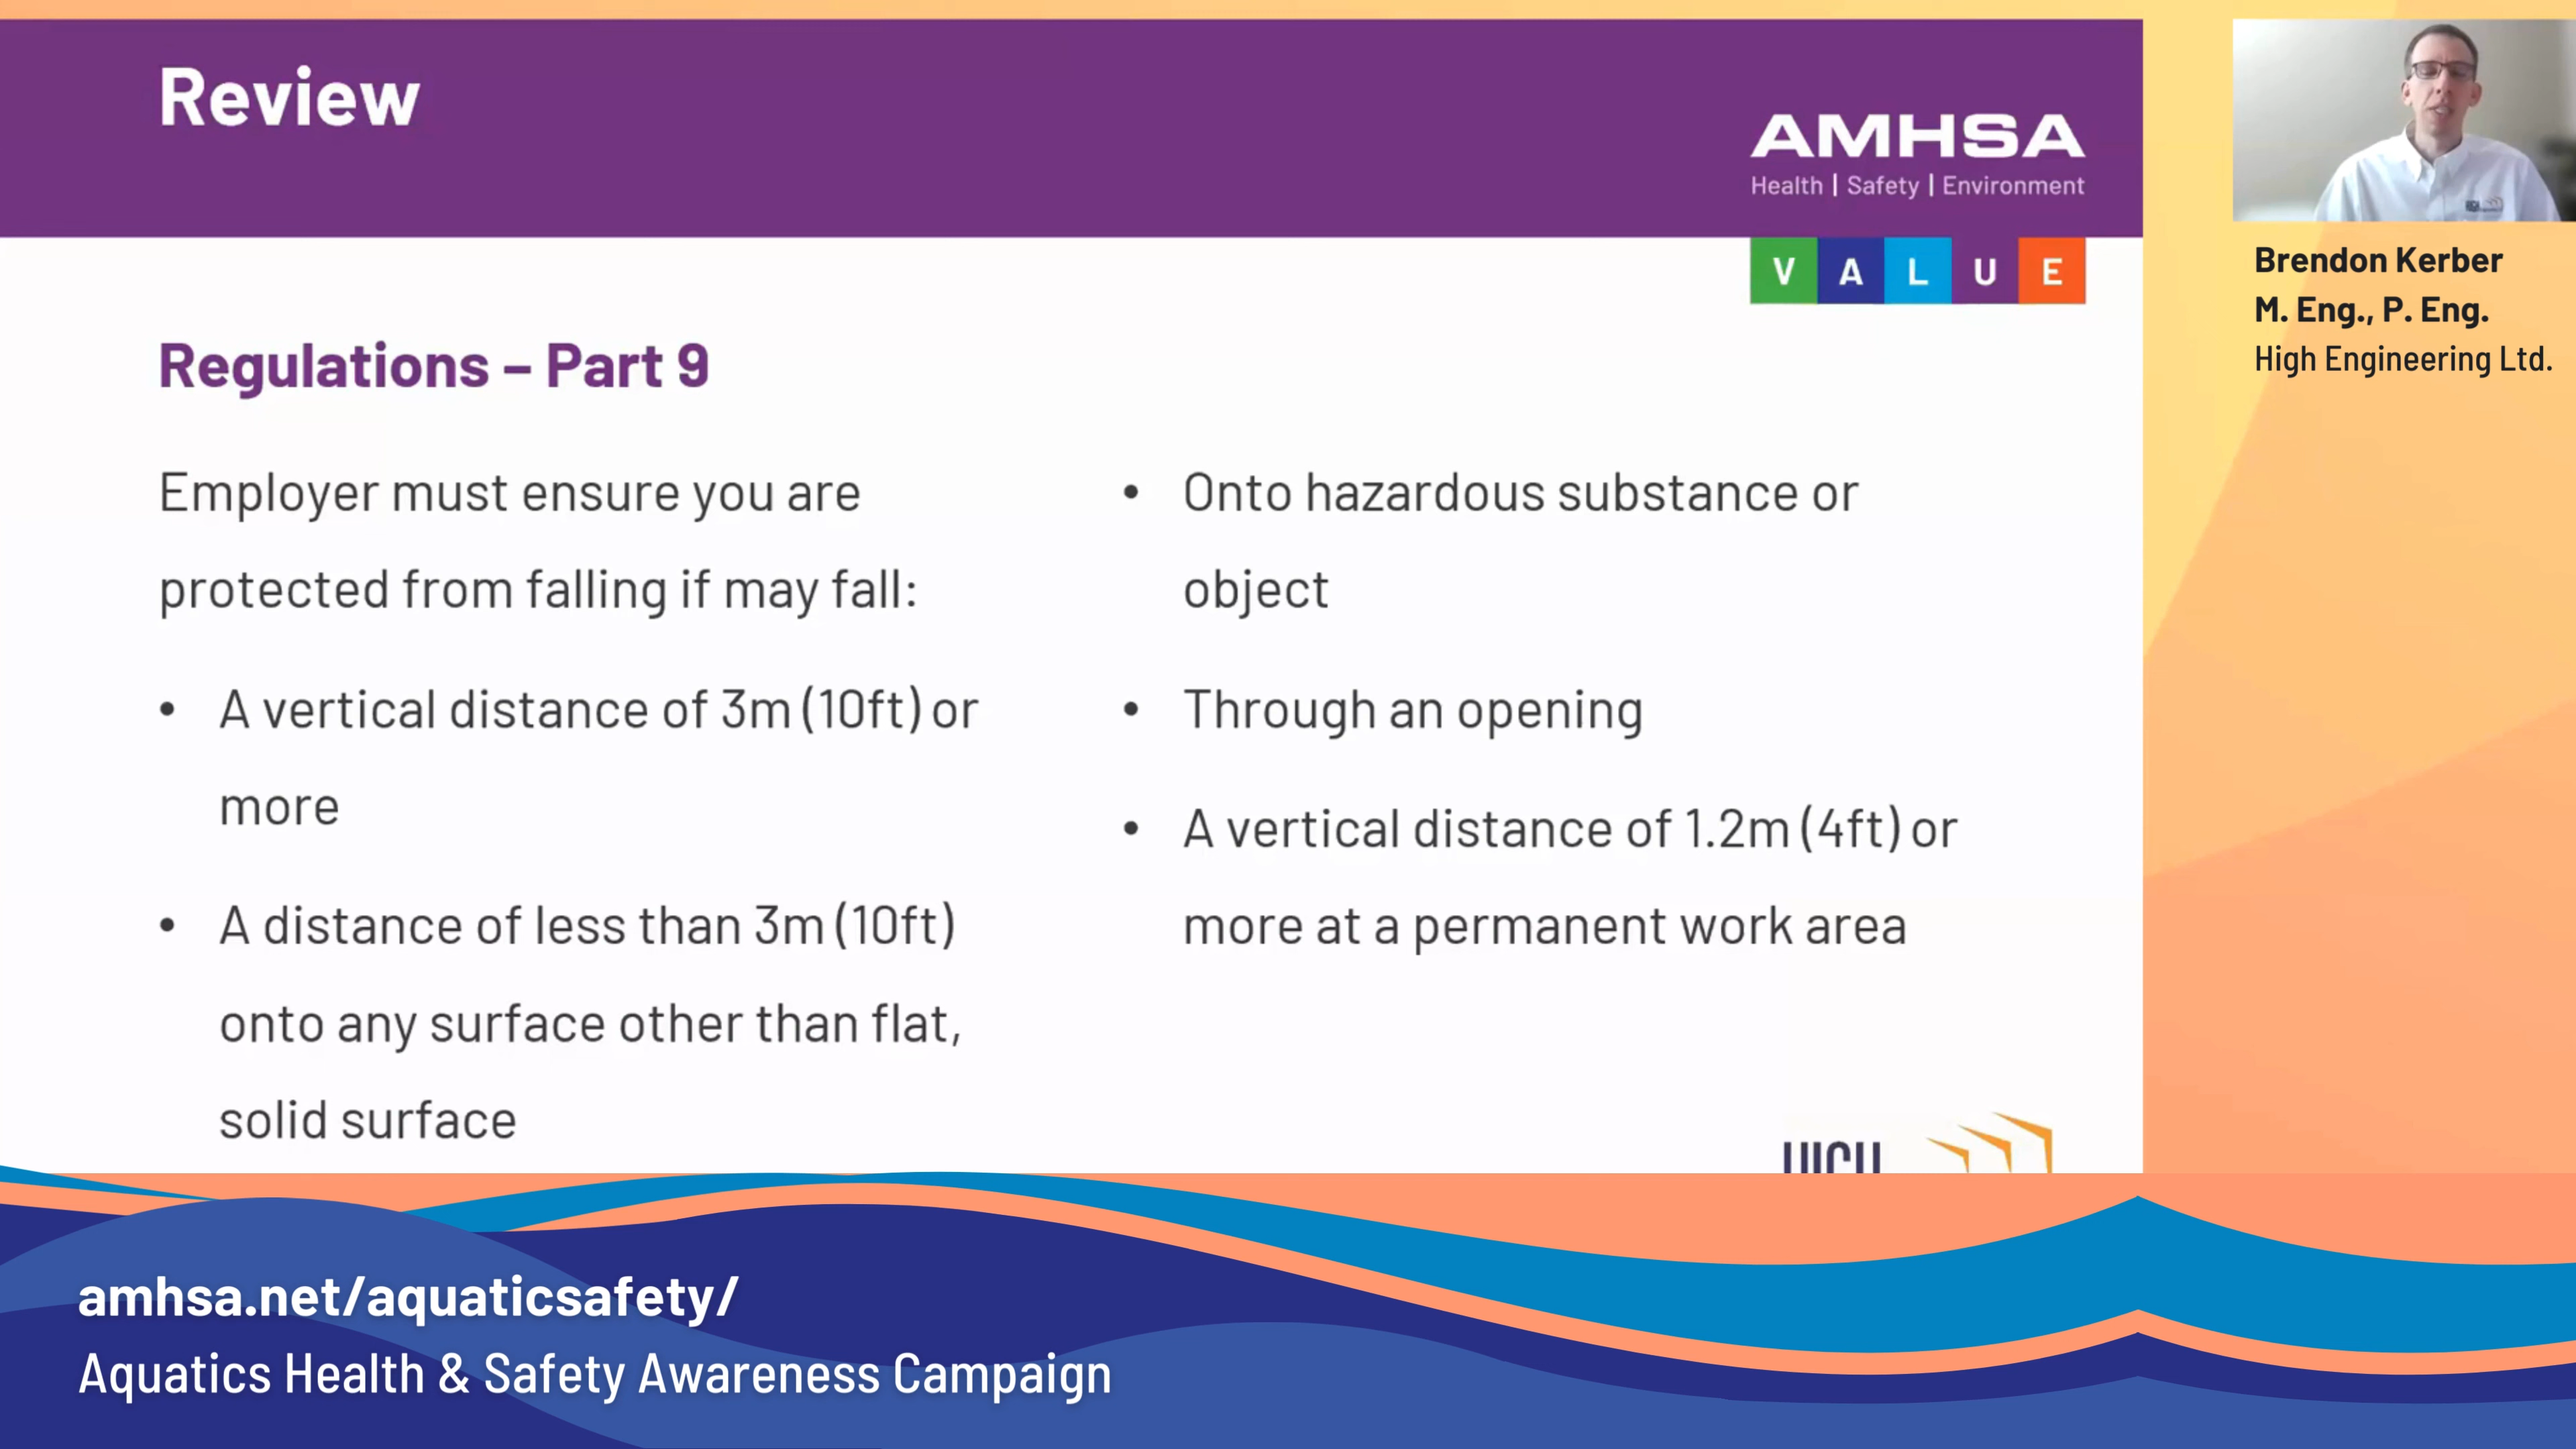 Review
AMHSA
Health | Safety | Environment
V A L U E
Regulations – Part 9
Employer must ensure you are
protected from falling if may fall:
• A vertical distance of 3m (10ft) or
more
• A distance of less than 3m (10ft)
onto any surface other than flat,
solid surface
• Onto hazardous substance or
object
• Through an opening
• A vertical distance of 1.2m (4ft) or
more at a permanent work area
Brendon Kerber
M. Eng., P. Eng.
High Engineering Ltd.
amhsa.net/aquaticsafety/
Aquatics Health & Safety Awareness Campaign